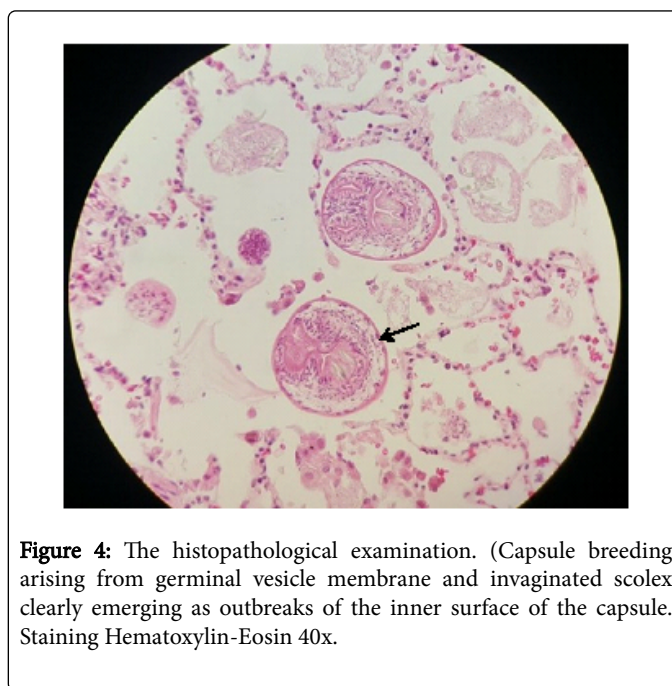 Figure 4: The histopathological examination. (Capsule breeding
arising from germinal vesicle membrane and invaginated scolex
clearly emerging as outbreaks of the inner surface of the capsule.
Staining Hematoxylin-Eosin 40x.